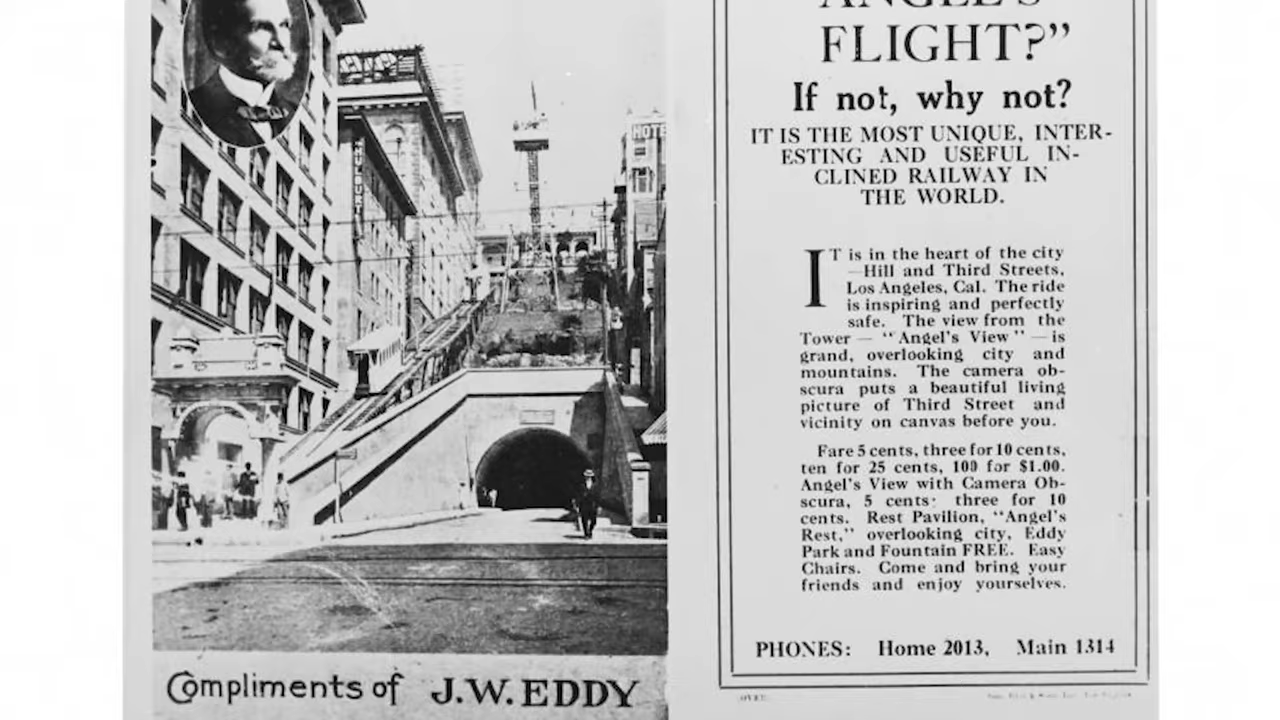 HOTE
Compliments of J.W. EDDY
ANGEL'S
FLIGHT?"
If not, why not?
IT IS THE MOST UNIQUE, INTER-
ESTING AND USEFUL IN-
CLINED RAILWAY IN
THE WORLD.
IT is in the heart of the city
—Hill and Third Streets,
Los Angeles, Cal. The ride
is inspiring and perfectly
safe. The view from the
Tower — "Angel's View" — is
grand, overlooking city and
mountains. The camera ob-
scura puts a beautiful living
picture of Third Street and
vicinity on canvas before you.
Fare 5 cents, three for 10 cents,
ten for 25 cents, 100 for $1.00.
Angel's View with Camera Ob-
scura, 5 cents; three for 10
cents. Rest Pavilion, "Angel's
Rest," overlooking city, Eddy
Park and Fountain FREE. Easy
Chairs. Come and bring your
friends and enjoy yourselves.
PHONES: Home 2013, Main 1314